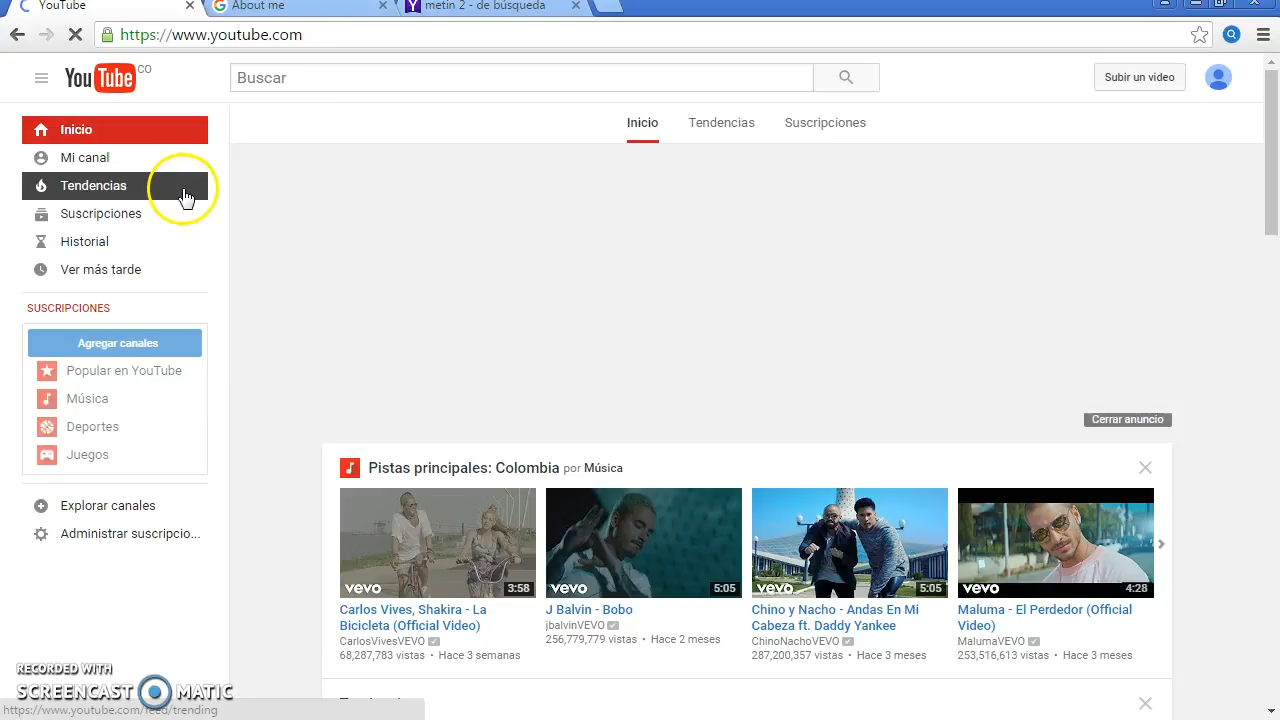 YouTube
About me
metin 2 - de búsqueda
https://www.youtube.com
YouTube CO
Buscar
Subir un video
Inicio
Mi canal
Tendencias
Suscripciones
Historial
Ver más tarde
SUSCRIPCIONES
Agregar canales
Popular en YouTube
Música
Deportes
Juegos
Explorar canales
Administrar suscripcio...
Inicio Tendencias Suscripciones
Cerrar anuncio
Pistas principales: Colombia por Música
vevo 3:58
vevo 5:05
vevo 5:05
vevo 4:28
Carlos Vives, Shakira - La
Bicicleta (Official Video)
CarlosVivesVEVO
68,287,783 vistas • Hace 3 semanas
J Balvin - Bobo
jbalvinVEVO
256,779,779 vistas • Hace 2 meses
Chino y Nacho - Andas En Mi
Cabeza ft. Daddy Yankee
ChinoNachoVEVO
287,200,357 vistas • Hace 3 meses
Maluma - El Perdedor (Official
Video)
MalumaVEVO
253,516,613 vistas • Hace 3 meses
RECORDED WITH
SCREENCAST MATIC
https://www.youtube.com/feed/trending